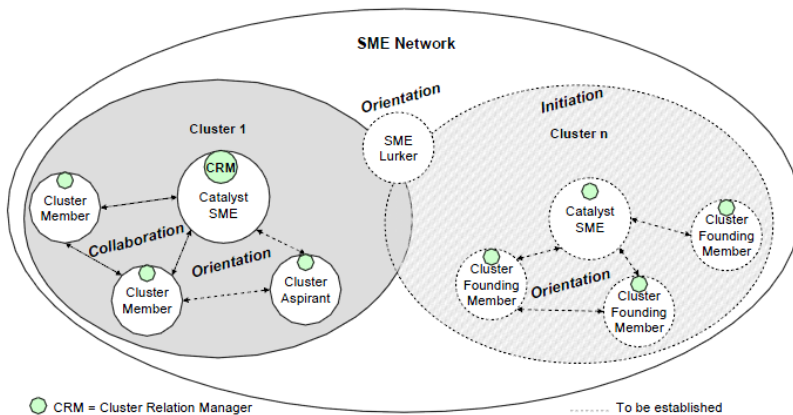 SME Network
Orientation
Initiation
Cluster 1
Cluster n
SME
Lurker
CRM
Catalyst
SME
Cluster
Member
Collaboration
Orientation
Cluster
Member
Cluster
Aspirant
Catalyst
SME
Cluster
Founding
Member
Cluster
Founding
Member
Orientation
Cluster
Founding
Member
CRM = Cluster Relation Manager
To be established